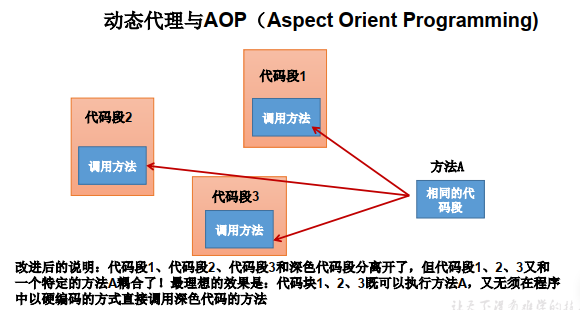 动态代理与AOP（Aspect Orient Programming)
代码段1
调用方法
代码段2
调用方法
代码段3
调用方法
方法A
相同的代
码段
改进后的说明：代码段1、代码段2、代码段3和深色代码段分离开了，但代码段1、2、3又和
一个特定的方法A耦合了！最理想的效果是：代码块1、2、3既可以执行方法A，又无须在程序
中以硬编码的方式直接调用深色代码的方法